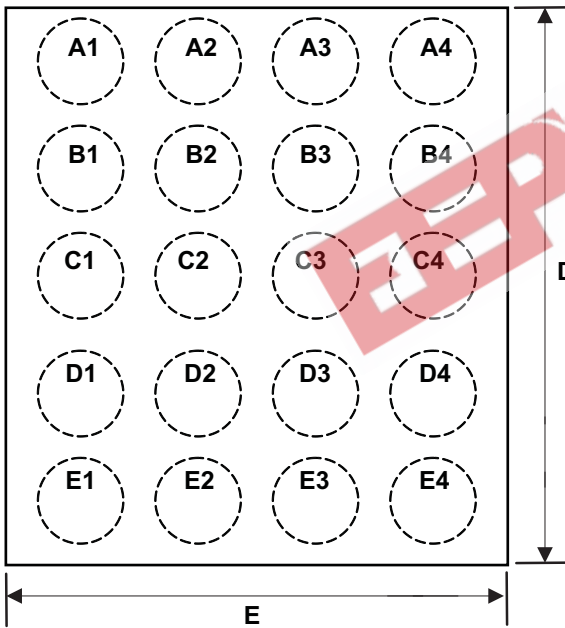 A1 A2 A3 A4
B1 B2 B3 B4
C1 C2 C3 C4
D
D1 D2 D3 D4
E1 E2 E3 E4
E